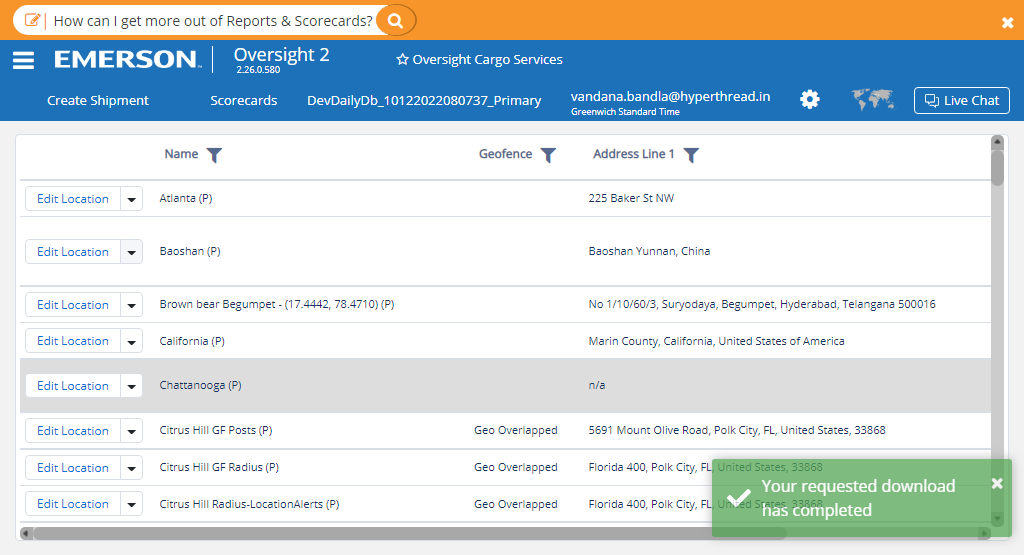 How can I get more out of Reports & Scorecards?
EMERSON™ Oversight 2 Oversight Cargo Services
2.26.0.580
Create Shipment Scorecards DevDailyDb_10122022080737_Primary vandana.bandla@hyperthread.in Live Chat
Greenwich Standard Time
Name Geofence Address Line 1
Edit Location Atlanta (P) 225 Baker St NW
Edit Location Baoshan (P) Baoshan Yunnan, China
Edit Location Brown bear Begumpet - (17.4442, 78.4710) (P) No 1/10/60/3, Suryodaya, Begumpet, Hyderabad, Telangana 500016
Edit Location California (P) Marin County, California, United States of America
Edit Location Chattanooga (P) n/a
Edit Location Citrus Hill GF Posts (P) Geo Overlapped 5691 Mount Olive Road, Polk City, FL, United States, 33868
Edit Location Citrus Hill GF Radius (P) Geo Overlapped Florida 400, Polk City, FL, United States, 33868
Edit Location Citrus Hill Radius-LocationAlerts (P) Geo Overlapped Florida 400, Polk City, FL, United States, 33868
Your requested download
has completed